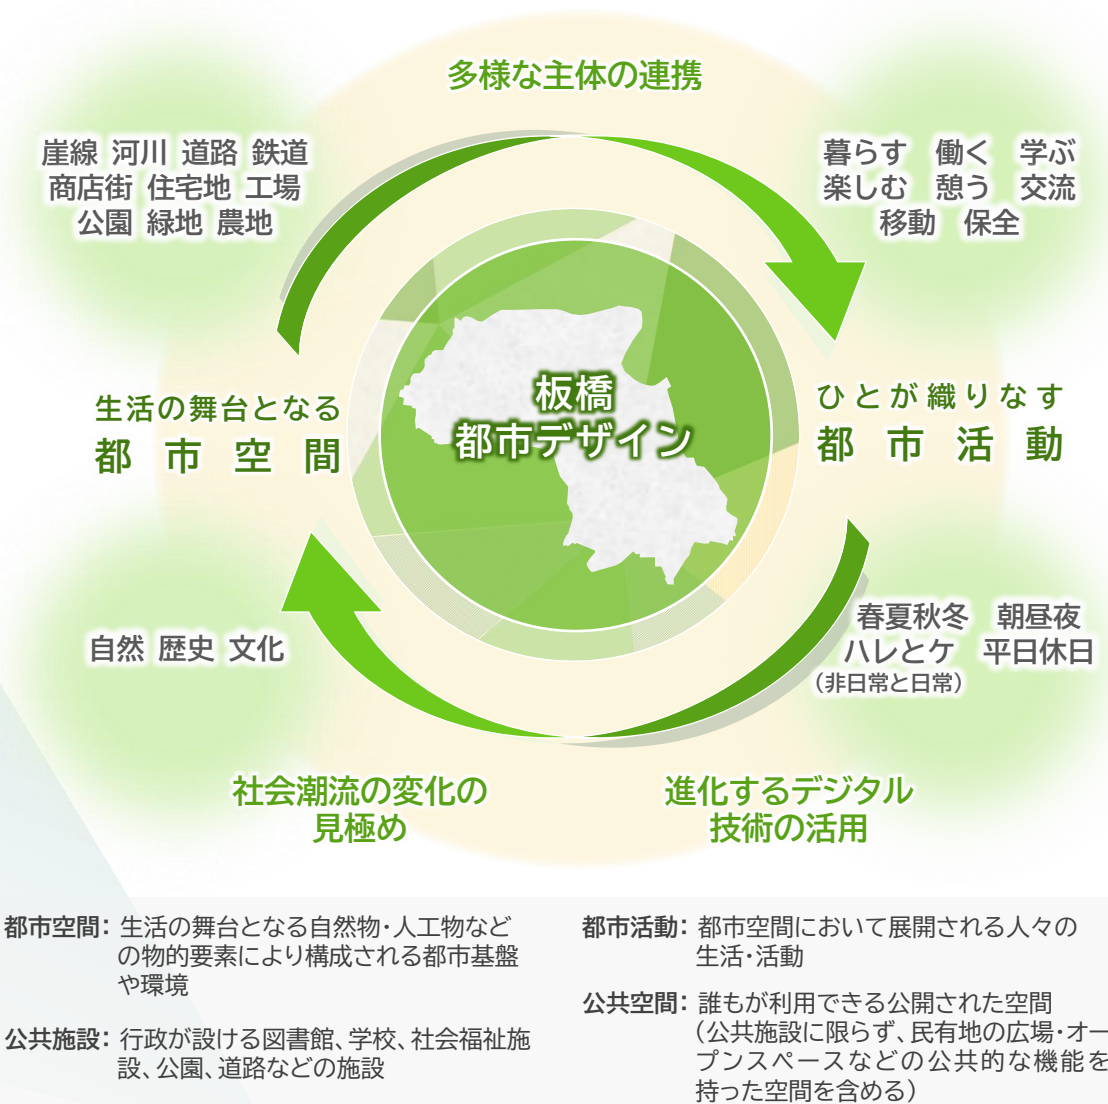 多様な主体の連携
崖線 河川 道路 鉄道
商店街 住宅地 工場
公園 緑地 農地
暮らす 働く 学ぶ
楽しむ 憩う 交流
移動 保全
生活の舞台となる
都市空間
板橋
都市デザイン
ひとが織りなす
都市活動
自然 歴史 文化
春夏秋冬 朝昼夜
ハレとケ 平日休日
（非日常と日常）
社会潮流の変化の
見極め
進化するデジタル
技術の活用
都市空間：生活の舞台となる自然物・人工物など
の物的要素により構成される都市基盤
や環境
公共施設：行政が設ける図書館、学校、社会福祉施
設、公園、道路などの施設
都市活動：都市空間において展開される人々の
生活・活動
公共空間：誰もが利用できる公開された空間
（公共施設に限らず、民有地の広場・オー
プンスペースなどの公共的な機能を
持った空間を含める）